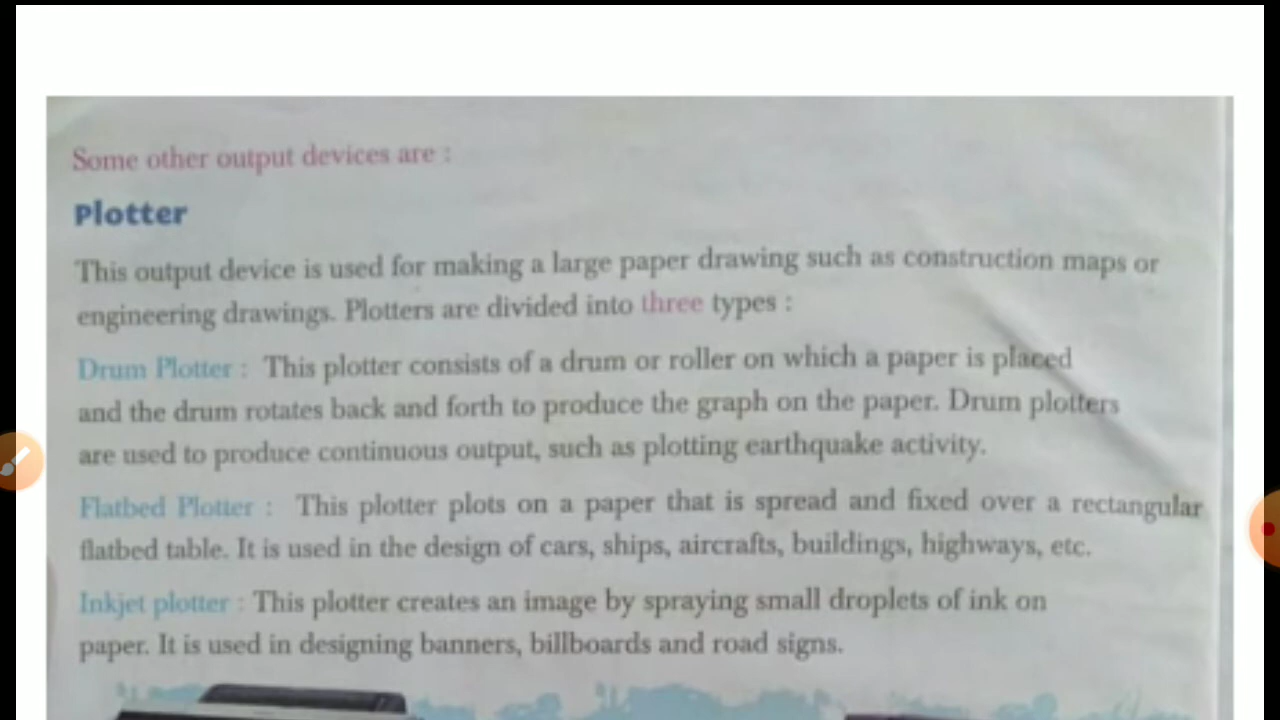 Some other output devices are :
Plotter
This output device is used for making a large paper drawing such as construction maps or
engineering drawings. Plotters are divided into three types :
Drum Plotter : This plotter consists of a drum or roller on which a paper is placed
and the drum rotates back and forth to produce the graph on the paper. Drum plotters
are used to produce continuous output, such as plotting earthquake activity.
Flatbed Plotter : This plotter plots on a paper that is spread and fixed over a rectangular
flatbed table. It is used in the design of cars, ships, aircrafts, buildings, highways, etc.
Inkjet plotter : This plotter creates an image by spraying small droplets of ink on
paper. It is used in designing banners, billboards and road signs.